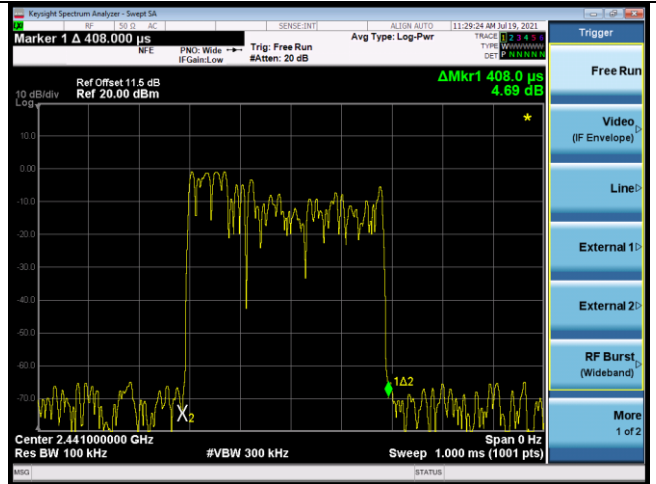 Keysight Spectrum Analyzer - Swept SA
RF 50 Ω AC SENSE:INT ALIGN AUTO 11:29:24 AM Jul 19, 2021
Marker 1 Δ 408.000 µs
NFE
PNO: Wide
IFGain:Low
Trig: Free Run
#Atten: 20 dB
Avg Type: Log-Pwr
TRACE 1 2 3 4 5 6
TYPE WWWWWW
DET P N N N N N
ΔMkr1 408.0 µs
4.69 dB
Ref Offset 11.5 dB
10 dB/div Ref 20.00 dBm
Log
10.0
0.00
-10.0
-20.0
-30.0
-40.0
-50.0
-60.0
-70.0
1Δ2
X2
*
Center 2.441000000 GHz Span 0 Hz
Res BW 100 kHz #VBW 300 kHz Sweep 1.000 ms (1001 pts)
MSG STATUS
Trigger
Free Run
Video
(IF Envelope)
Line
External 1
External 2
RF Burst
(Wideband)
More
1 of 2